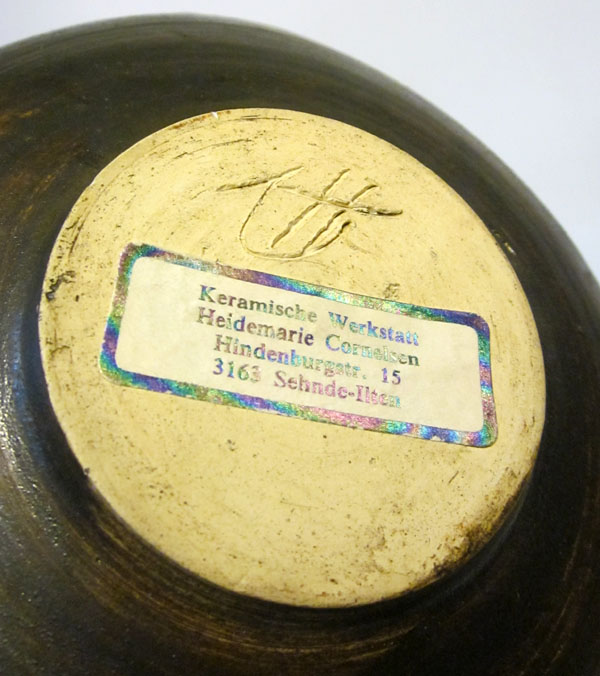 Keramische Werkstatt
Heidemarie Cornelsen
Hindenburgstr. 15
3163 Sehnde-Ilten